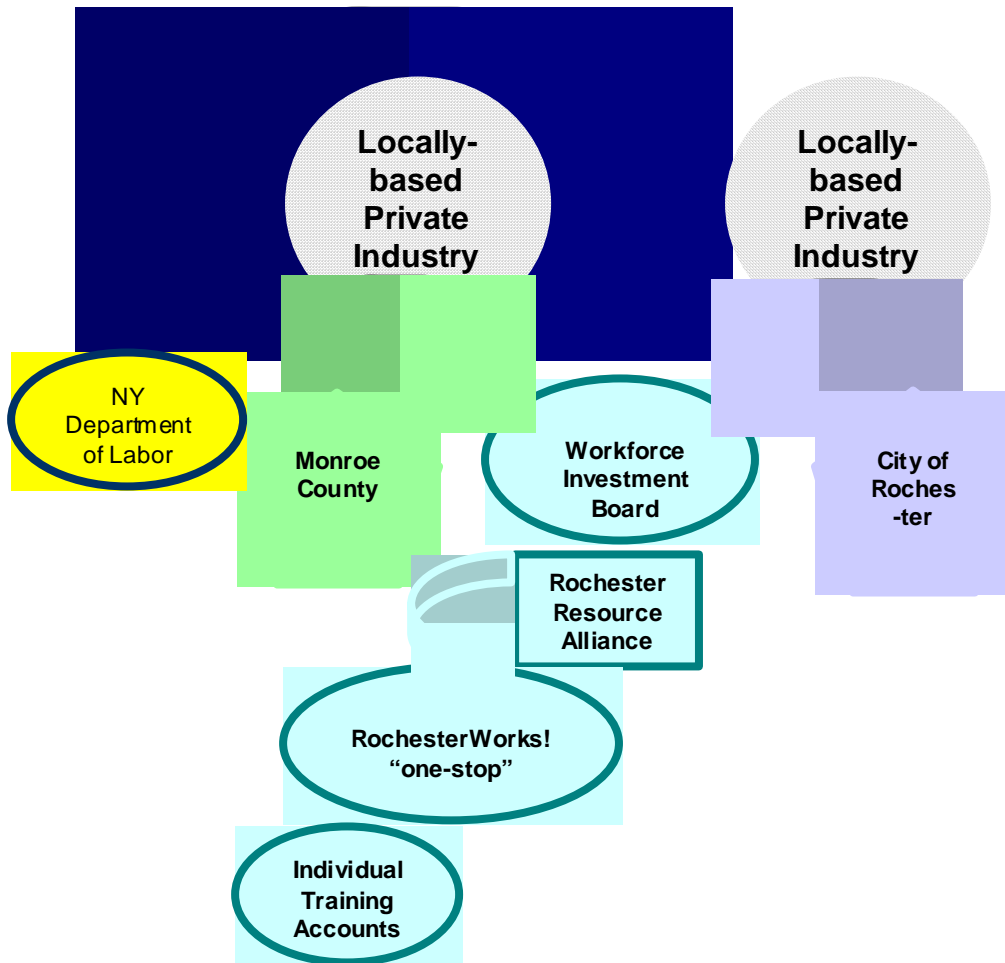 Locally-
based
Private
Industry
Locally-
based
Private
Industry
NY
Department
of Labor
Monroe
County
Workforce
Investment
Board
City of
Roches
-ter
Rochester
Resource
Alliance
RochesterWorks!
“one-stop”
Individual
Training
Accounts